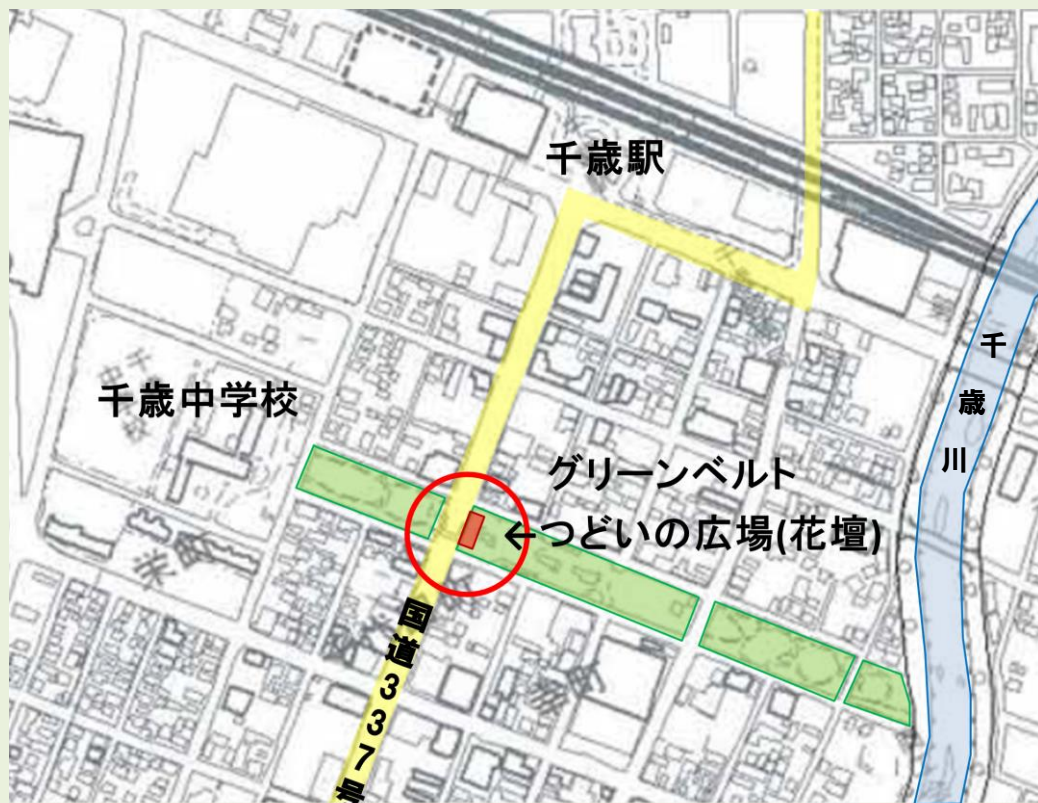 千歳駅
千歳川
千歳中学校
グリーンベルト
←つどいの広場(花壇)
国道337号